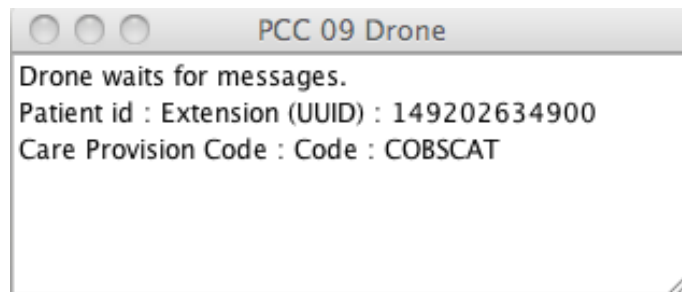 PCC 09 Drone
Drone waits for messages.
Patient id : Extension (UUID) : 149202634900
Care Provision Code : Code : COBSCAT